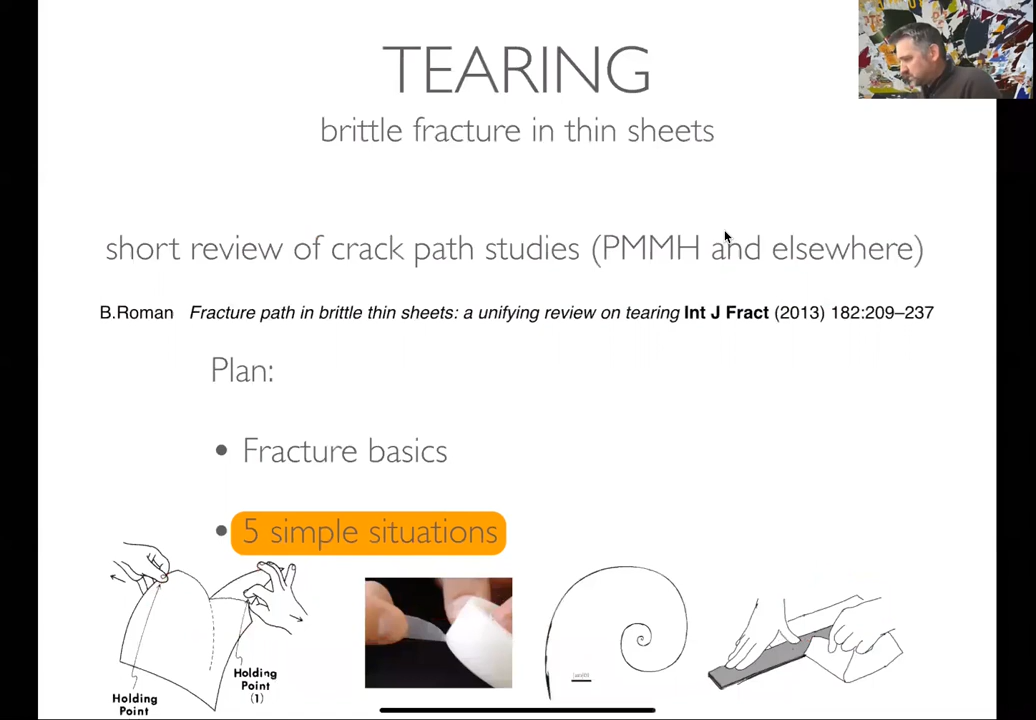 TEARING
brittle fracture in thin sheets
short review of crack path studies (PMMH and elsewhere)
B.Roman Fracture path in brittle thin sheets: a unifying review on tearing Int J Fract (2013) 182:209–237
Plan:
• Fracture basics
• 5 simple situations
Holding
Point
(1)
Holding
Point